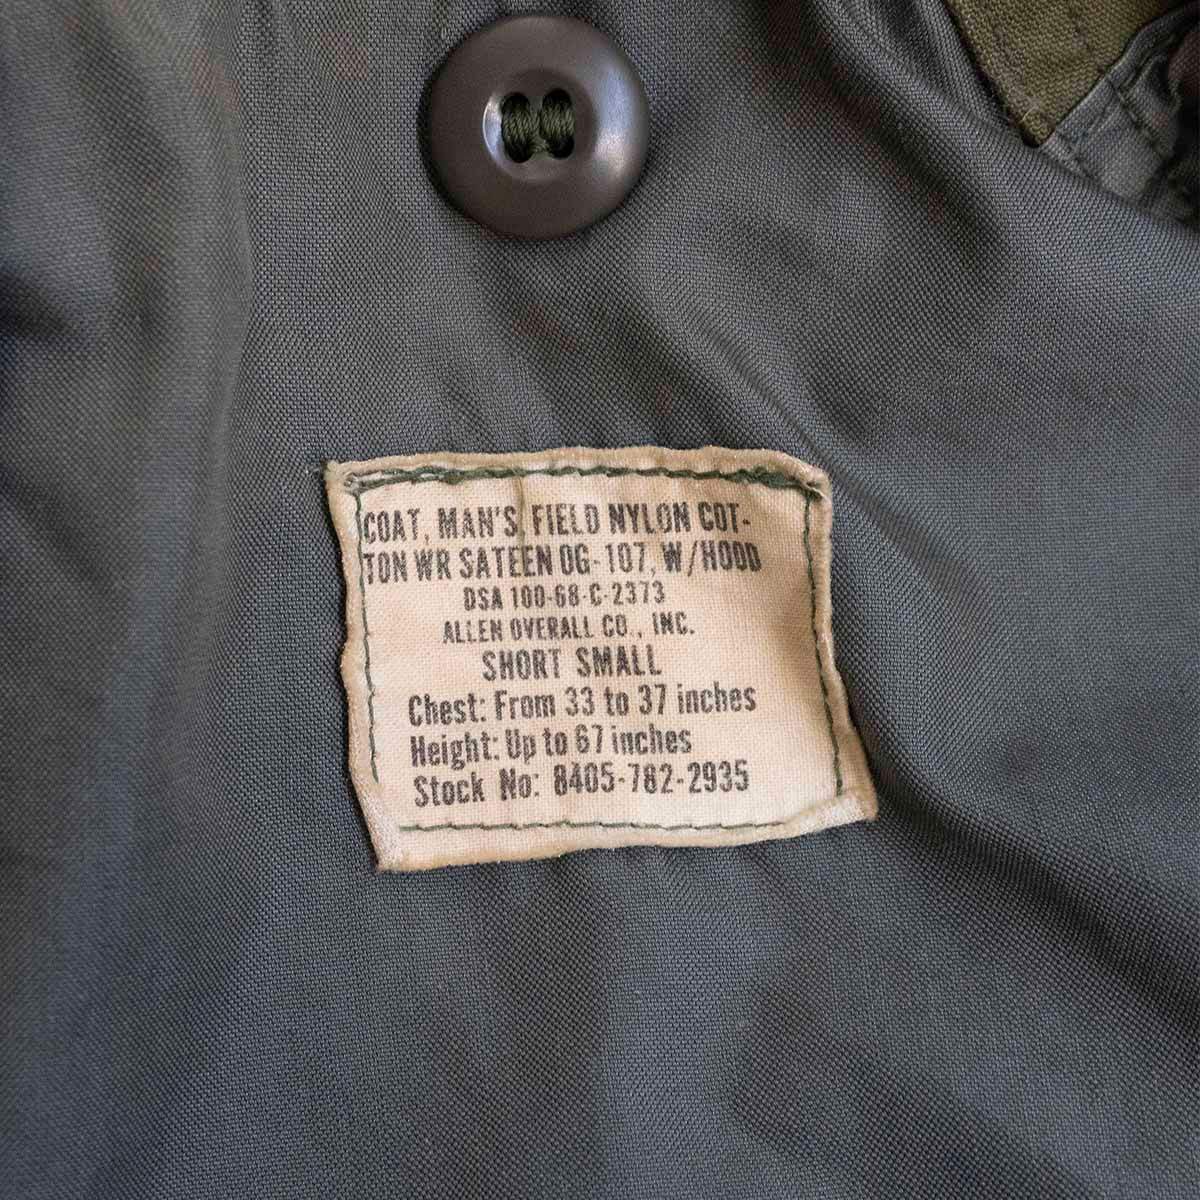 COAT, MAN'S, FIELD NYLON COT-
TON WR SATEEN OG-107, W/HOOD
DSA 100-68-C-2373
ALLEN OVERALL CO., INC.
SHORT SMALL
Chest: From 33 to 37 inches
Height: Up to 67 inches
Stock No: 8405-782-2935